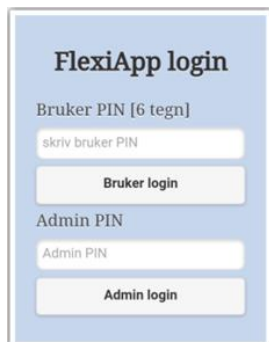 FlexiApp login
Bruker PIN [6 tegn]
skriv bruker PIN
Bruker login
Admin PIN
Admin PIN
Admin login